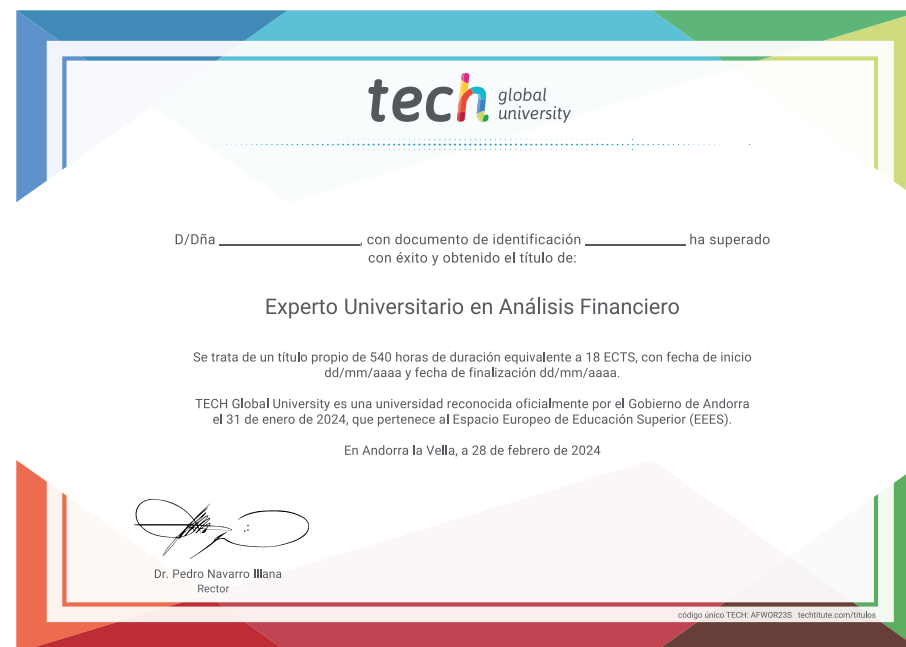 tech global university
D/Dña ________________, con documento de identificación ____________ ha superado
con éxito y obtenido el título de:
Experto Universitario en Análisis Financiero
Se trata de un título propio de 540 horas de duración equivalente a 18 ECTS, con fecha de inicio
dd/mm/aaaa y fecha de finalización dd/mm/aaaa.
TECH Global University es una universidad reconocida oficialmente por el Gobierno de Andorra
el 31 de enero de 2024, que pertenece al Espacio Europeo de Educación Superior (EEES).
En Andorra la Vella, a 28 de febrero de 2024
Dr. Pedro Navarro Illana
Rector
código único TECH: AFWOR23S techtitute.com/titulos